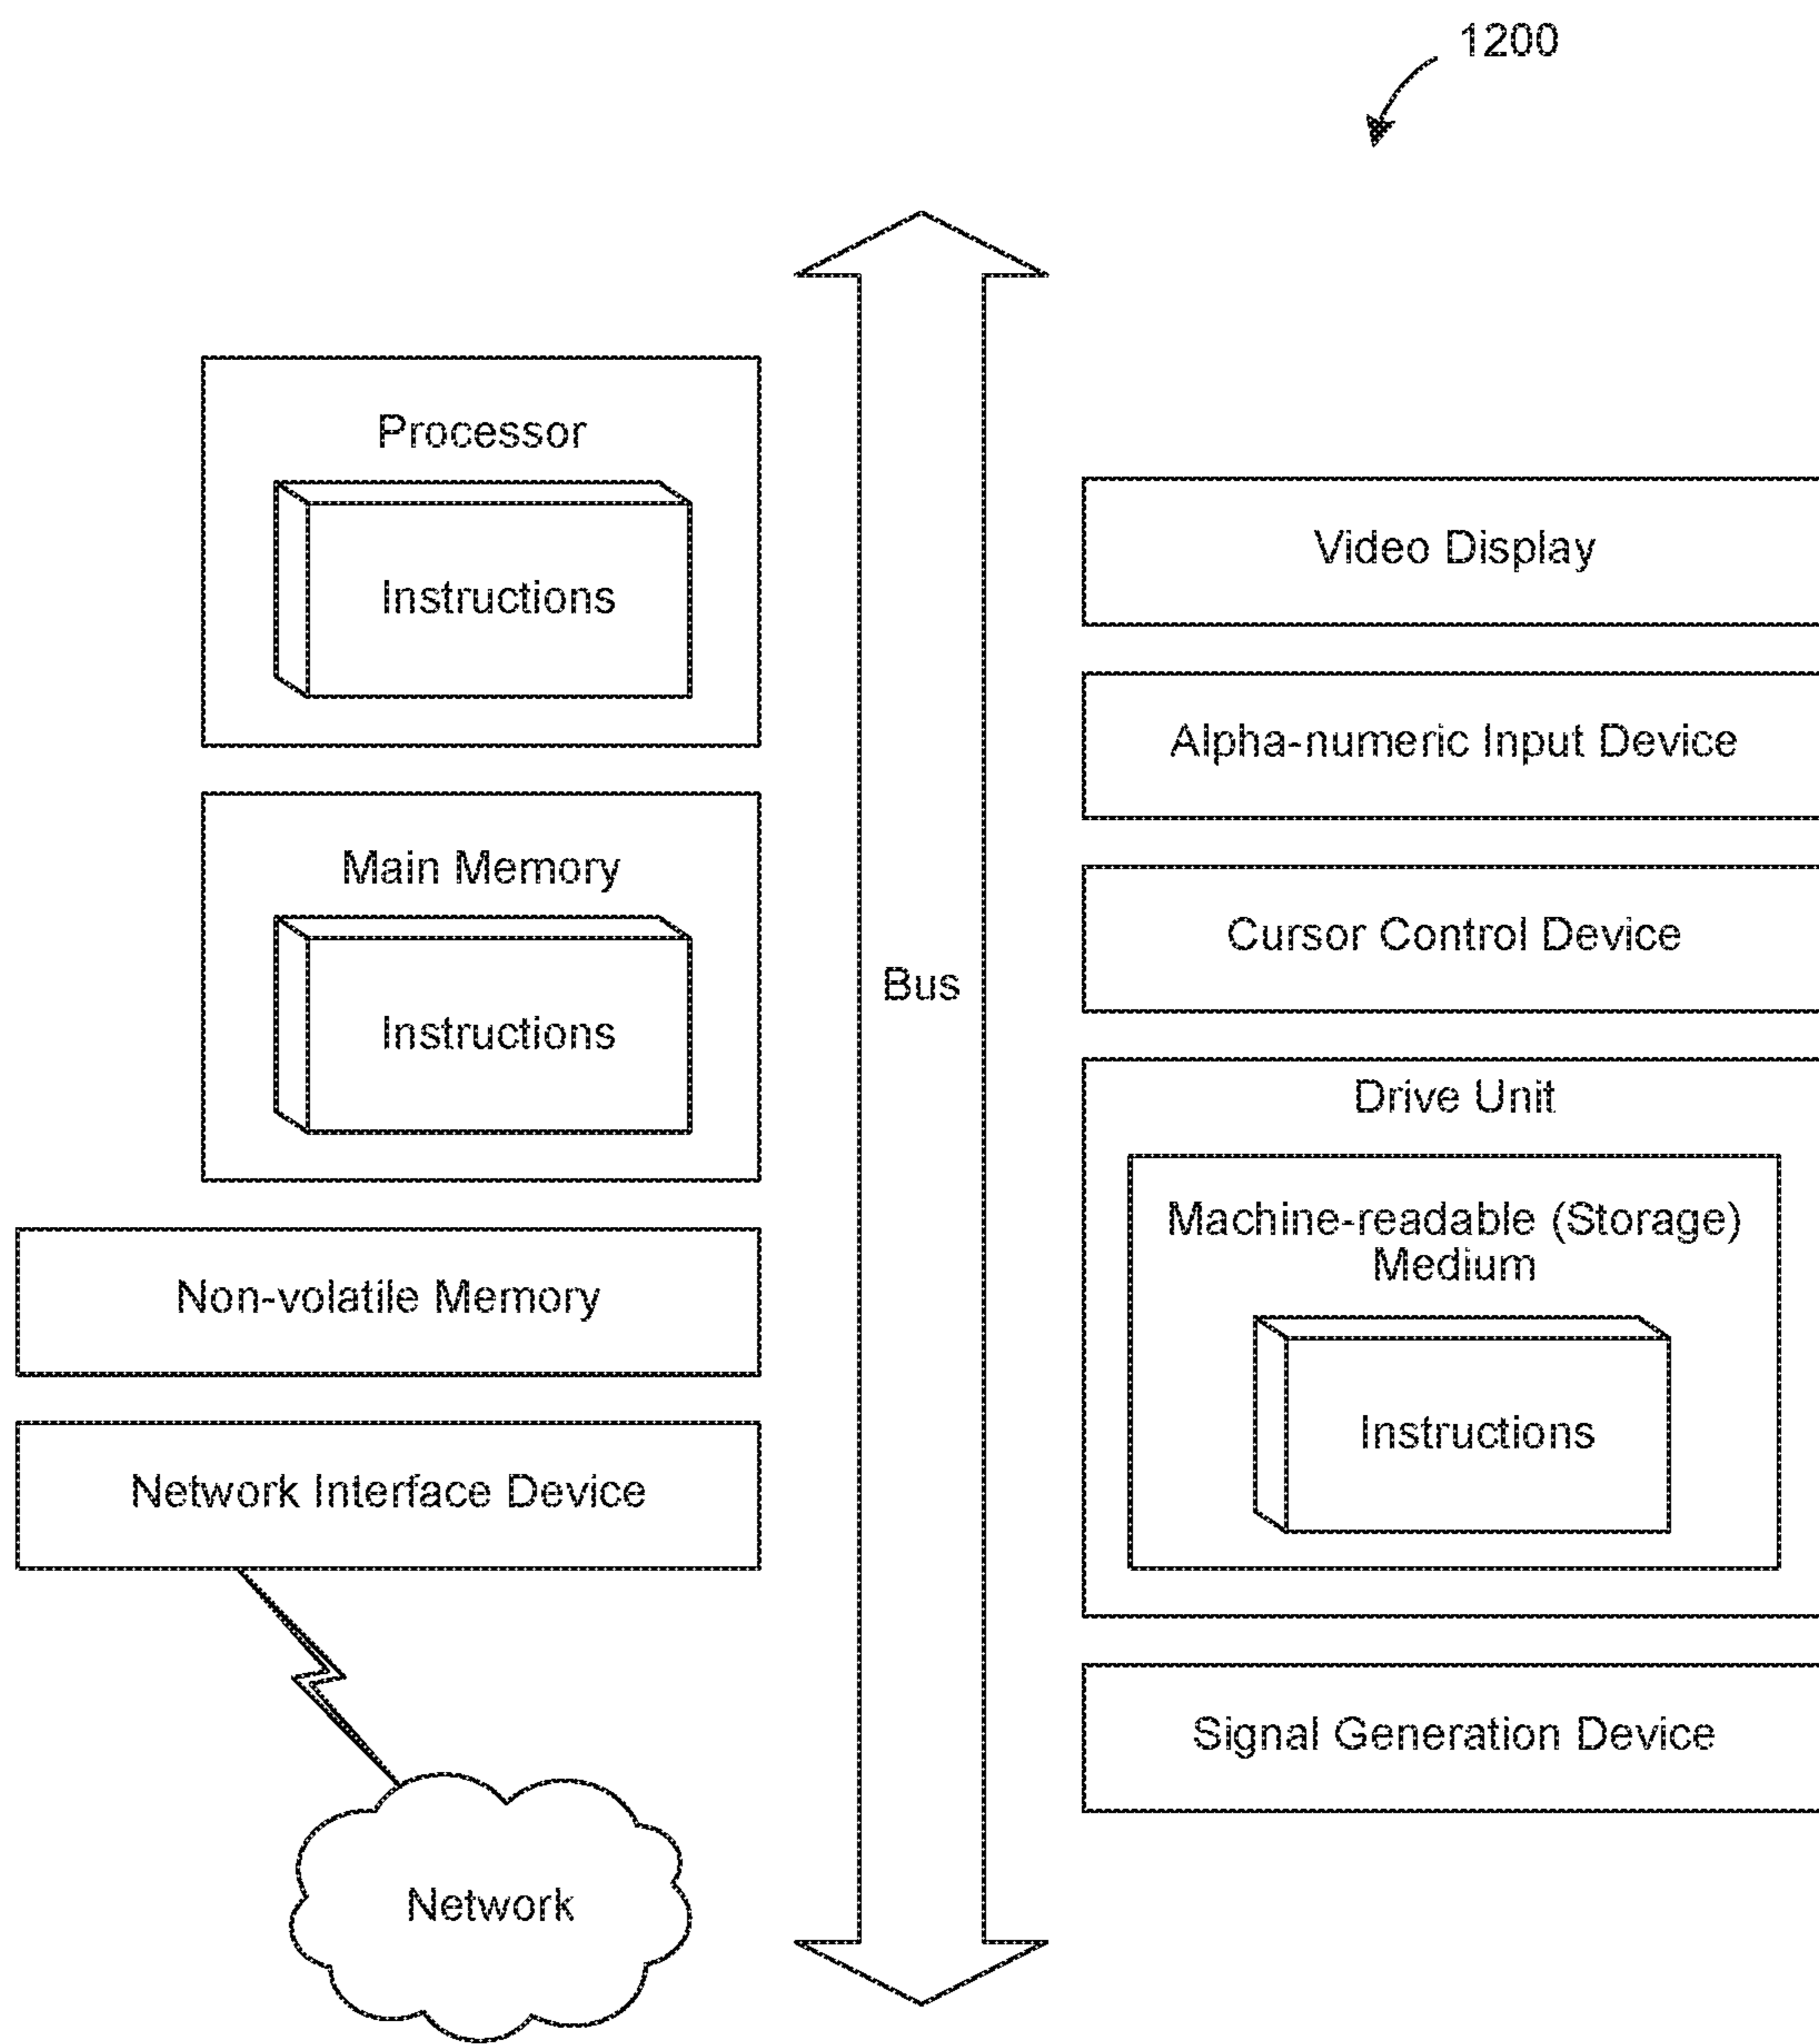 1200
Processor
Instructions
Main Memory
Instructions
Non-volatile Memory
Network Interface Device
Network
Bus
Video Display
Alpha-numeric Input Device
Cursor Control Device
Drive Unit
Machine-readable (Storage)
Medium
Instructions
Signal Generation Device